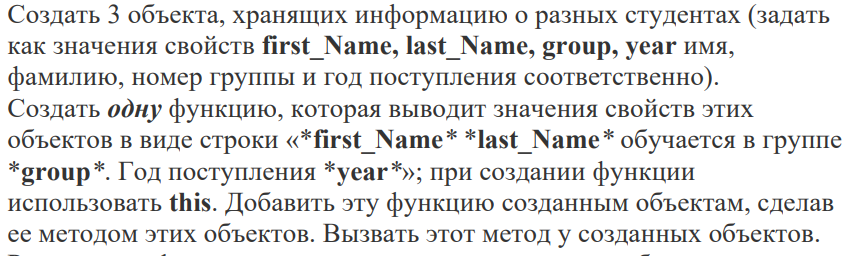 Создать 3 объекта, хранящих информацию о разных студентах (задать
как значения свойств first_Name, last_Name, group, year имя,
фамилию, номер группы и год поступления соответственно).
Создать одну функцию, которая выводит значения свойств этих
объектов в виде строки «*first_Name* *last_Name* обучается в группе
*group*. Год поступления *year*»; при создании функции
использовать this. Добавить эту функцию созданным объектам, сделав
ее методом этих объектов. Вызвать этот метод у созданных объектов.